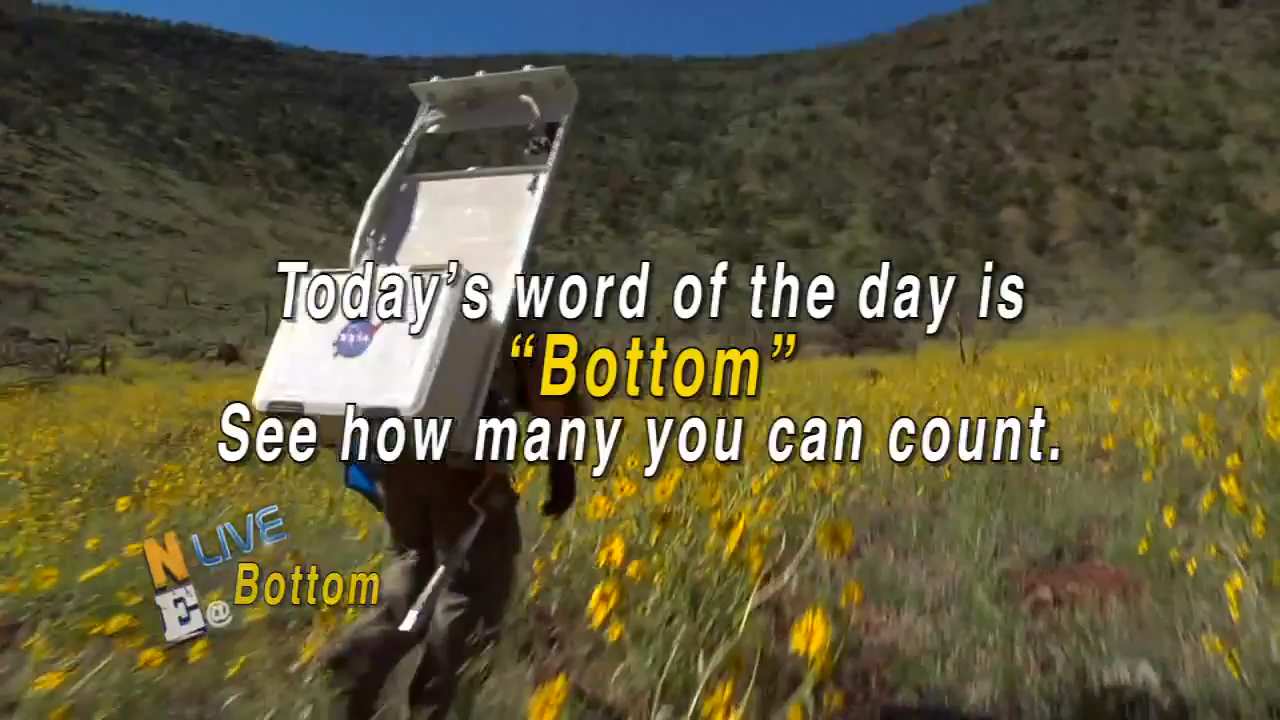 Today's word of the day is
“Bottom”
See how many you can count.
NASA
N LIVE
E @ Bottom